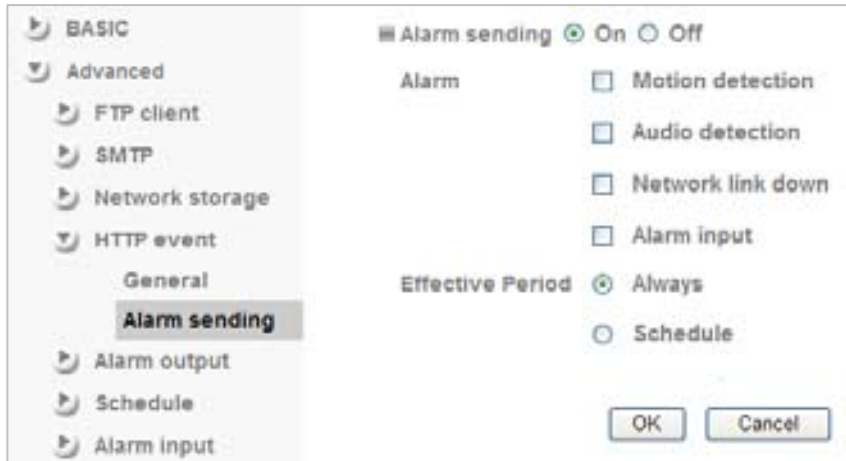 BASIC
Advanced
FTP client
SMTP
Network storage
HTTP event
General
Alarm sending
Alarm output
Schedule
Alarm input
Alarm sending On Off
Alarm Motion detection
Audio detection
Network link down
Alarm input
Effective Period Always
Schedule
OK Cancel